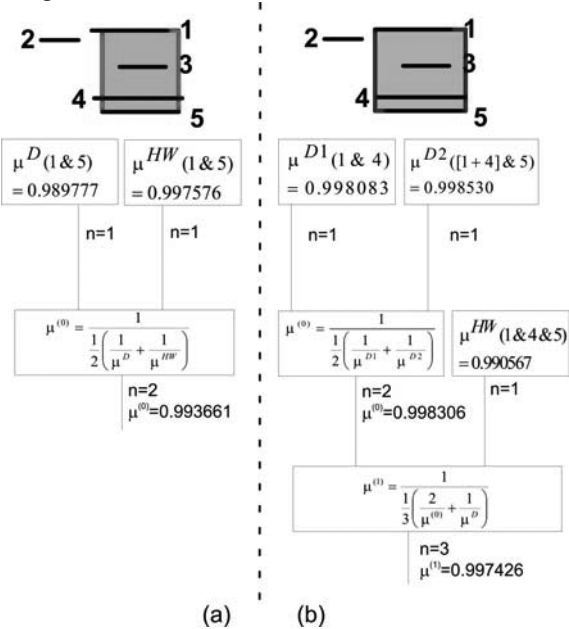 1
2
3
4
5
1
2
3
4
5
μ^D (1 & 5)
= 0.989777
μ^HW (1 & 5)
= 0.997576
μ^D1 (1 & 4)
= 0.998083
μ^D2 ([1 + 4] & 5)
= 0.998530
n=1
n=1
n=1
n=1
μ^(0) = 1 / (1/2 (1/μ^D + 1/μ^HW))
μ^(0) = 1 / (1/2 (1/μ^D1 + 1/μ^D2))
μ^HW (1 & 4 & 5)
= 0.990567
n=2
μ^(0)=0.993661
n=2
μ^(0)=0.998306
n=1
μ^(1) = 1 / (1/3 (2/μ^(0) + 1/μ^D))
n=3
μ^(1)=0.997426
(a)
(b)